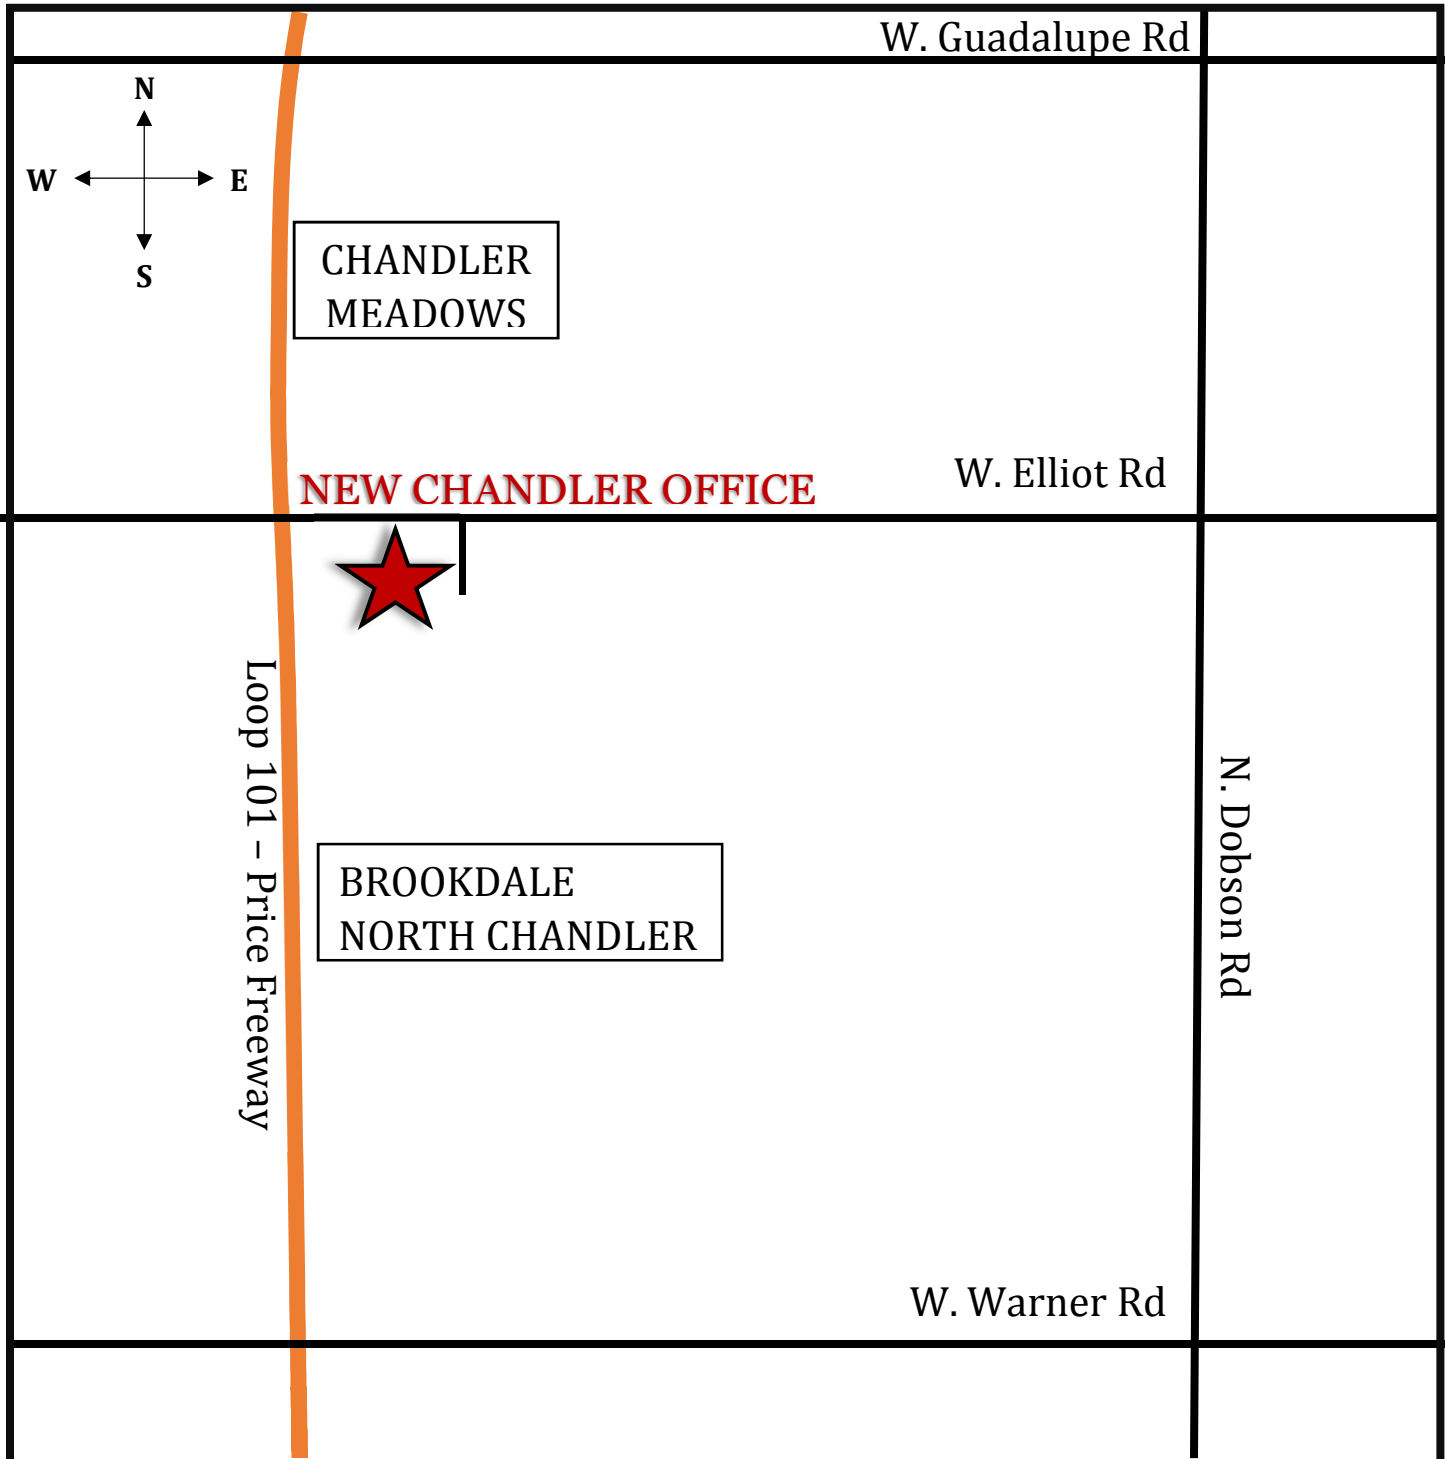 W. Guadalupe Rd
N
W
E
S
CHANDLER
MEADOWS
W. Elliot Rd
NEW CHANDLER OFFICE
Loop 101 – Price Freeway
N. Dobson Rd
BROOKDALE
NORTH CHANDLER
W. Warner Rd